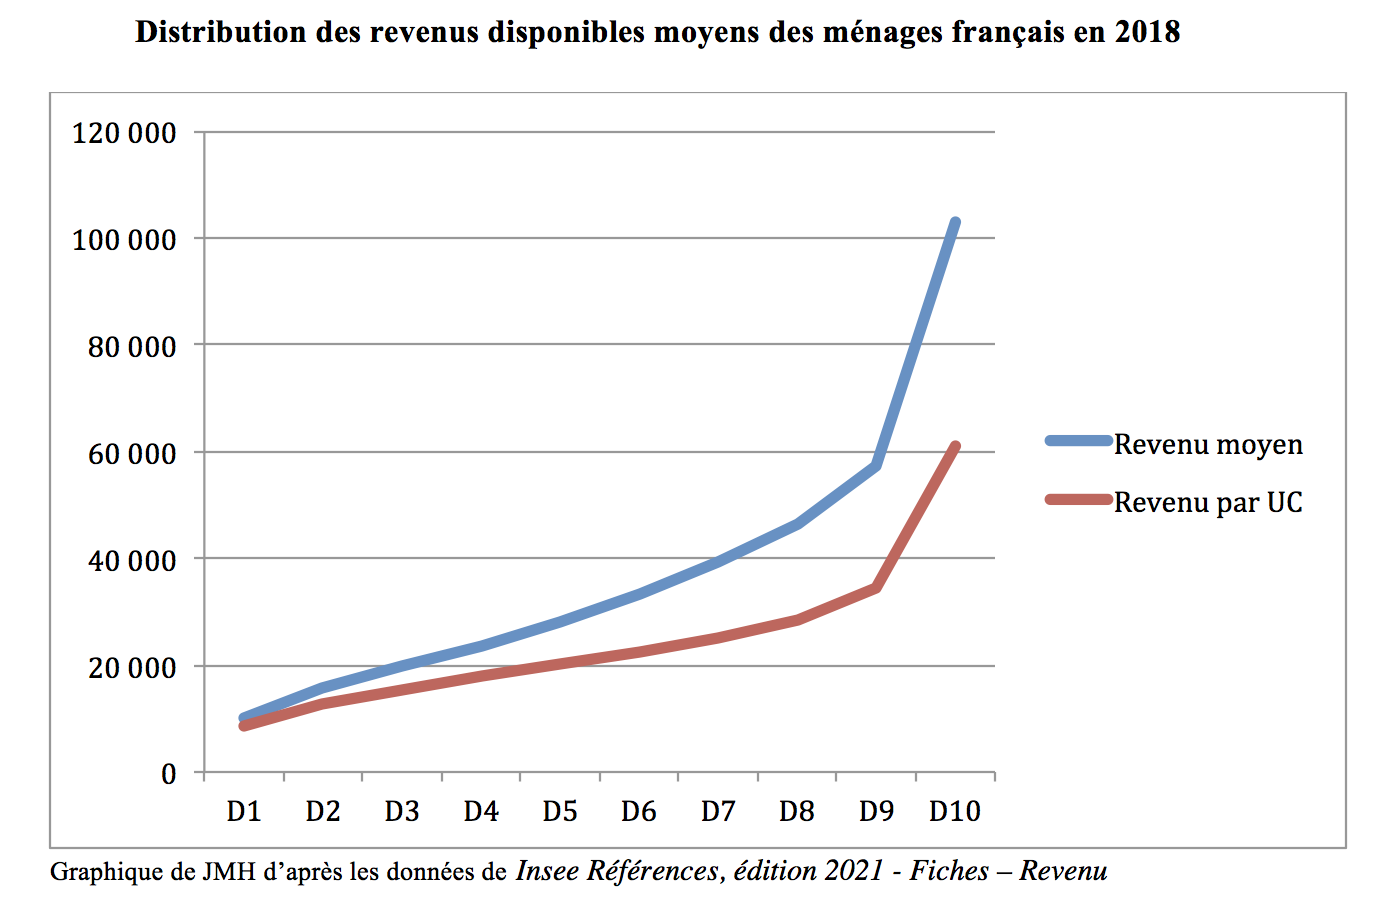 Distribution des revenus disponibles moyens des ménages français en 2018
120 000
100 000
80 000
60 000
40 000
20 000
0
D1 D2 D3 D4 D5 D6 D7 D8 D9 D10
Revenu moyen
Revenu par UC
Graphique de JMH d’après les données de Insee Références, édition 2021 - Fiches – Revenu